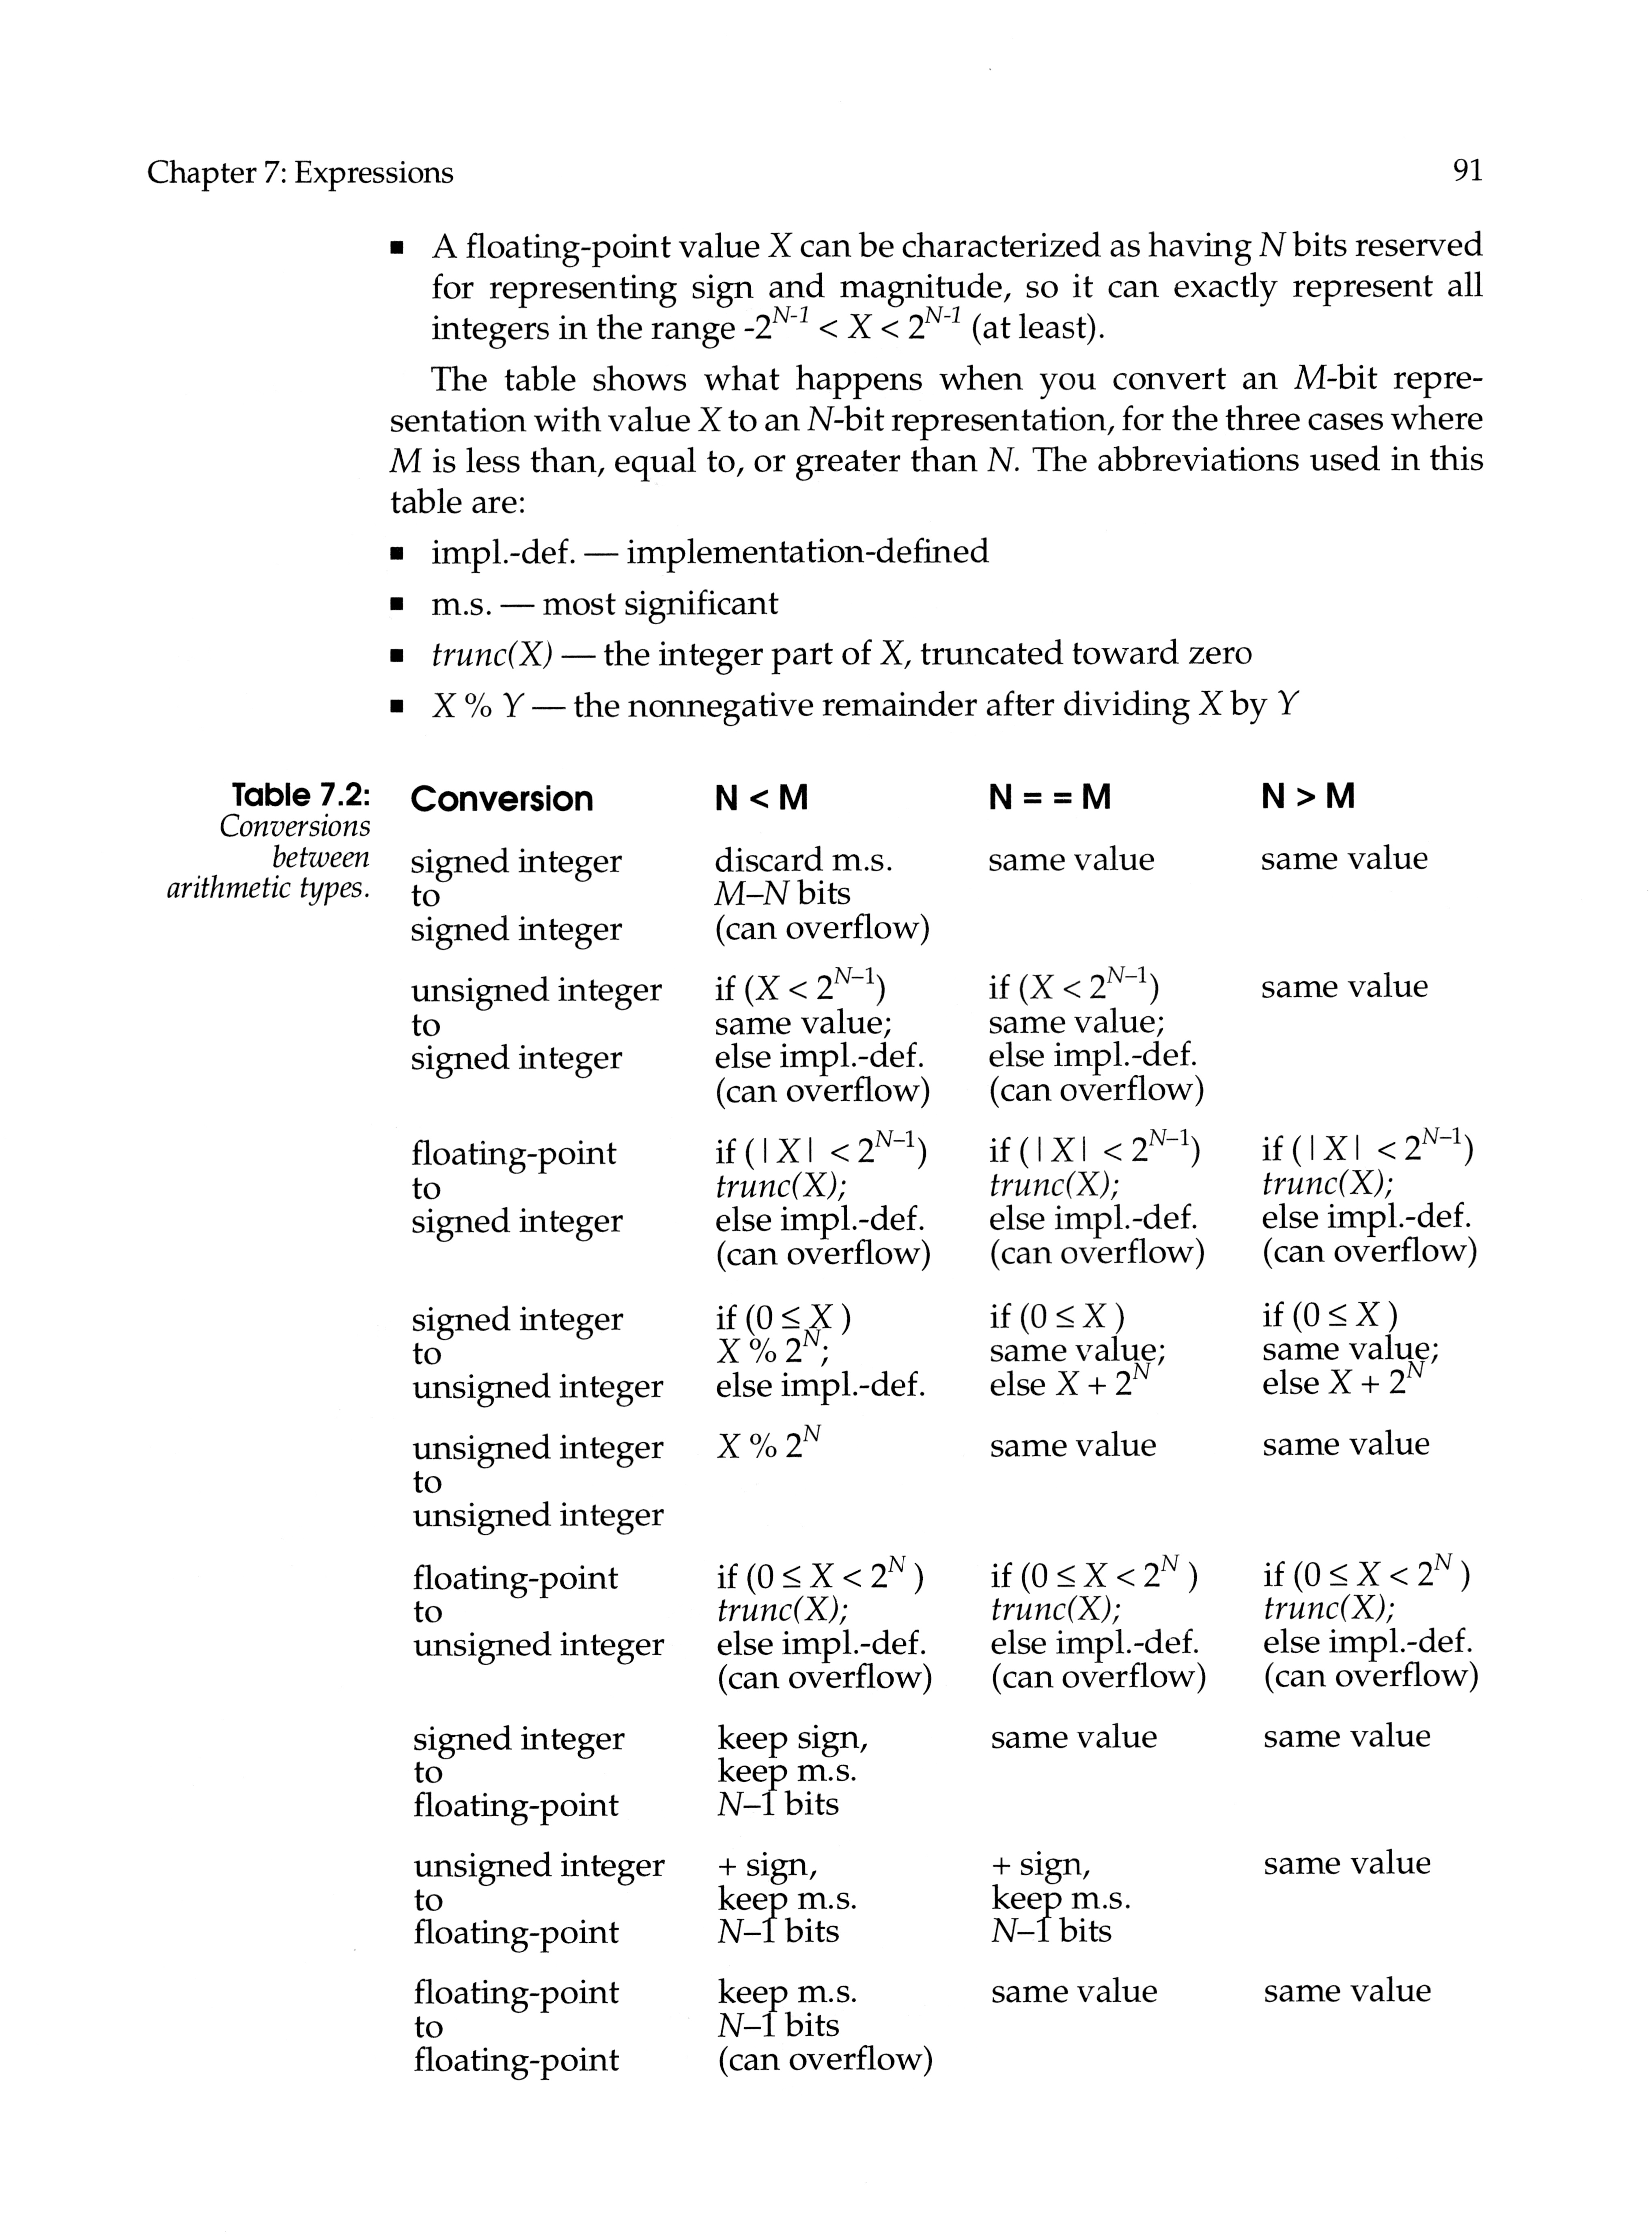 Chapter 7: Expressions 91
▪ A floating-point value X can be characterized as having N bits reserved
for representing sign and magnitude, so it can exactly represent all
integers in the range -2^N-1 < X < 2^N-1 (at least).
The table shows what happens when you convert an M-bit repre-
sentation with value X to an N-bit representation, for the three cases where
M is less than, equal to, or greater than N. The abbreviations used in this
table are:
▪ impl.-def. — implementation-defined
▪ m.s. — most significant
▪ trunc(X) — the integer part of X, truncated toward zero
▪ X % Y — the nonnegative remainder after dividing X by Y
Table 7.2:
Conversions
between
arithmetic types.
Conversion N < M N = = M N > M
signed integer discard m.s. same value same value
to M–N bits
signed integer (can overflow)
unsigned integer if (X < 2^N–1) if (X < 2^N–1) same value
to same value; same value;
signed integer else impl.-def. else impl.-def.
(can overflow) (can overflow)
floating-point if (|X| < 2^N–1) if (|X| < 2^N–1) if (|X| < 2^N–1)
to trunc(X); trunc(X); trunc(X);
signed integer else impl.-def. else impl.-def. else impl.-def.
(can overflow) (can overflow) (can overflow)
signed integer if (0 ≤ X ) if (0 ≤ X ) if (0 ≤ X )
to X % 2^N; same value; same value;
unsigned integer else impl.-def. else X + 2^N else X + 2^N
unsigned integer X % 2^N same value same value
to
unsigned integer
floating-point if (0 ≤ X < 2^N ) if (0 ≤ X < 2^N ) if (0 ≤ X < 2^N )
to trunc(X); trunc(X); trunc(X);
unsigned integer else impl.-def. else impl.-def. else impl.-def.
(can overflow) (can overflow) (can overflow)
signed integer keep sign, same value same value
to keep m.s.
floating-point N–1 bits
unsigned integer + sign, + sign, same value
to keep m.s. keep m.s.
floating-point N–1 bits N–1 bits
floating-point keep m.s. same value same value
to N–1 bits
floating-point (can overflow)